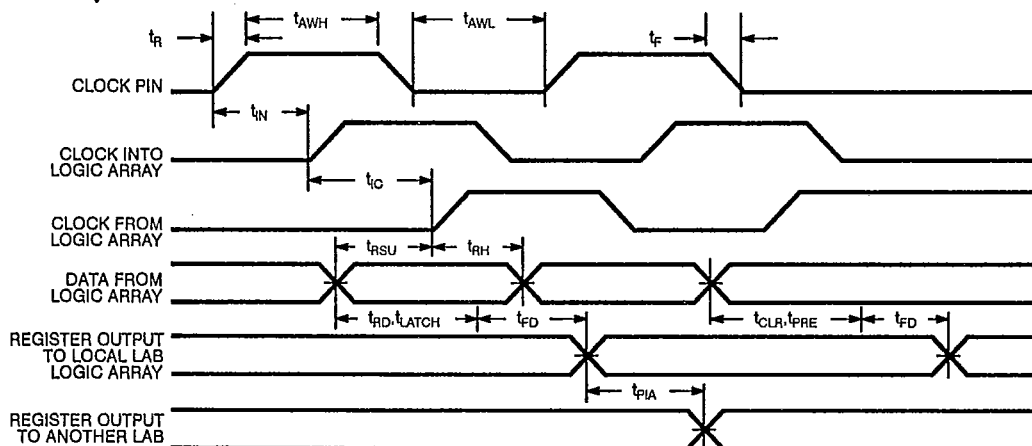 tR
tAWH
tAWL
tF
CLOCK PIN
tIN
CLOCK INTO
LOGIC ARRAY
tIC
CLOCK FROM
LOGIC ARRAY
tRSU
tRH
DATA FROM
LOGIC ARRAY
tRD,tLATCH
tFD
tCLR,tPRE
tFD
REGISTER OUTPUT
TO LOCAL LAB
LOGIC ARRAY
tPIA
REGISTER OUTPUT
TO ANOTHER LAB